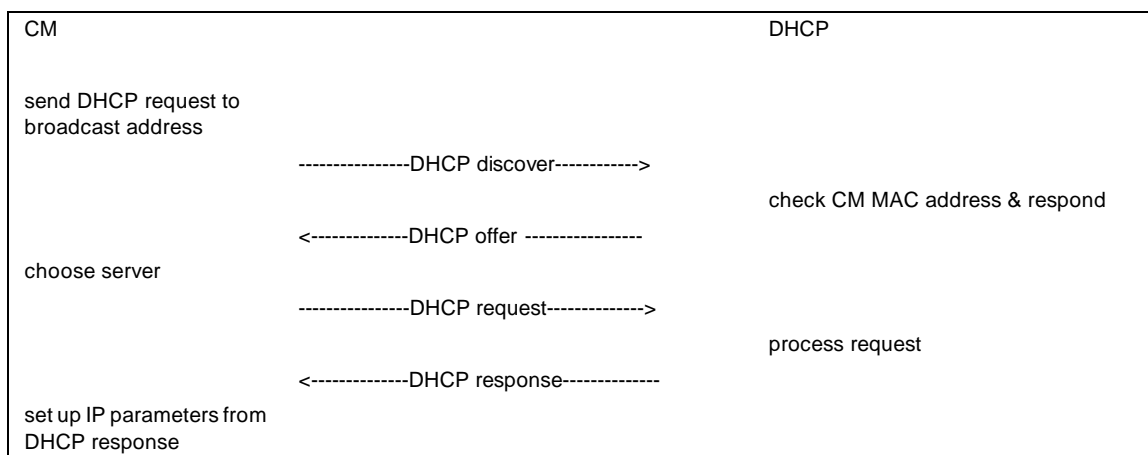 CM DHCP
send DHCP request to
broadcast address
----------------DHCP discover------------>
check CM MAC address & respond
<--------------DHCP offer -----------------
choose server
----------------DHCP request-------------->
process request
<--------------DHCP response--------------
set up IP parameters from
DHCP response